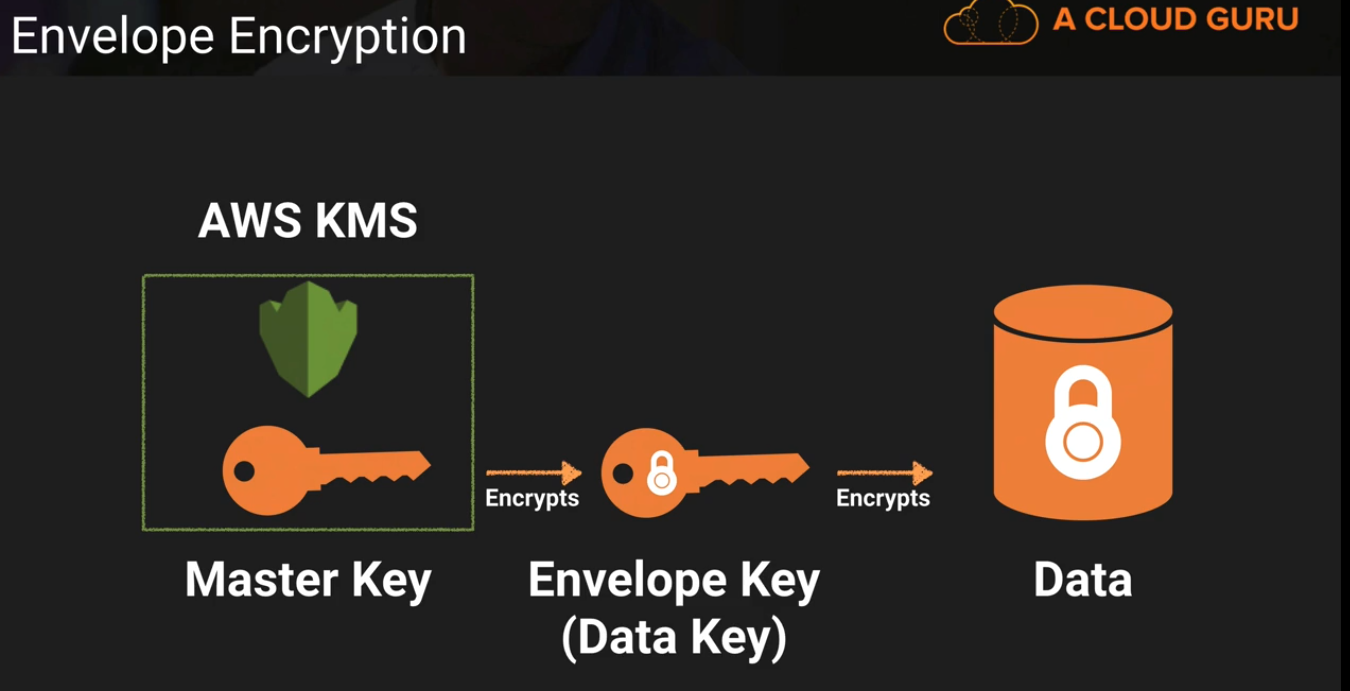 Envelope Encryption
A CLOUD GURU
AWS KMS
Encrypts
Encrypts
Master Key
Envelope Key
(Data Key)
Data